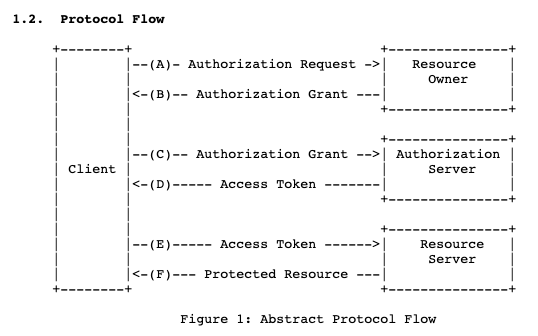 1.2. Protocol Flow
+--------+                               +---------------+
|        |--(A)- Authorization Request ->|   Resource    |
|        |                               |     Owner     |
|        |<-(B)-- Authorization Grant ---|               |
|        |                               +---------------+
|        |
|        |                               +---------------+
|        |--(C)-- Authorization Grant -->| Authorization |
| Client |                               |     Server    |
|        |<-(D)----- Access Token -------|               |
|        |                               +---------------+
|        |
|        |                               +---------------+
|        |--(E)----- Access Token ------>|    Resource   |
|        |                               |     Server    |
|        |<-(F)--- Protected Resource ---|               |
+--------+                               +---------------+
Figure 1: Abstract Protocol Flow